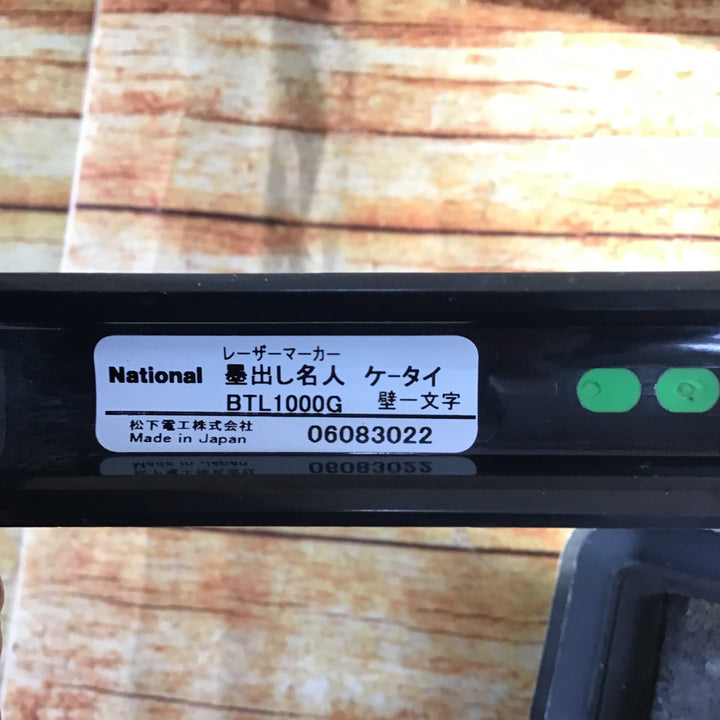 レーザーマーカー
National 墨出し名人 ケータイ
BTL1000G 壁一文字
松下電工株式会社
Made in Japan 06083022